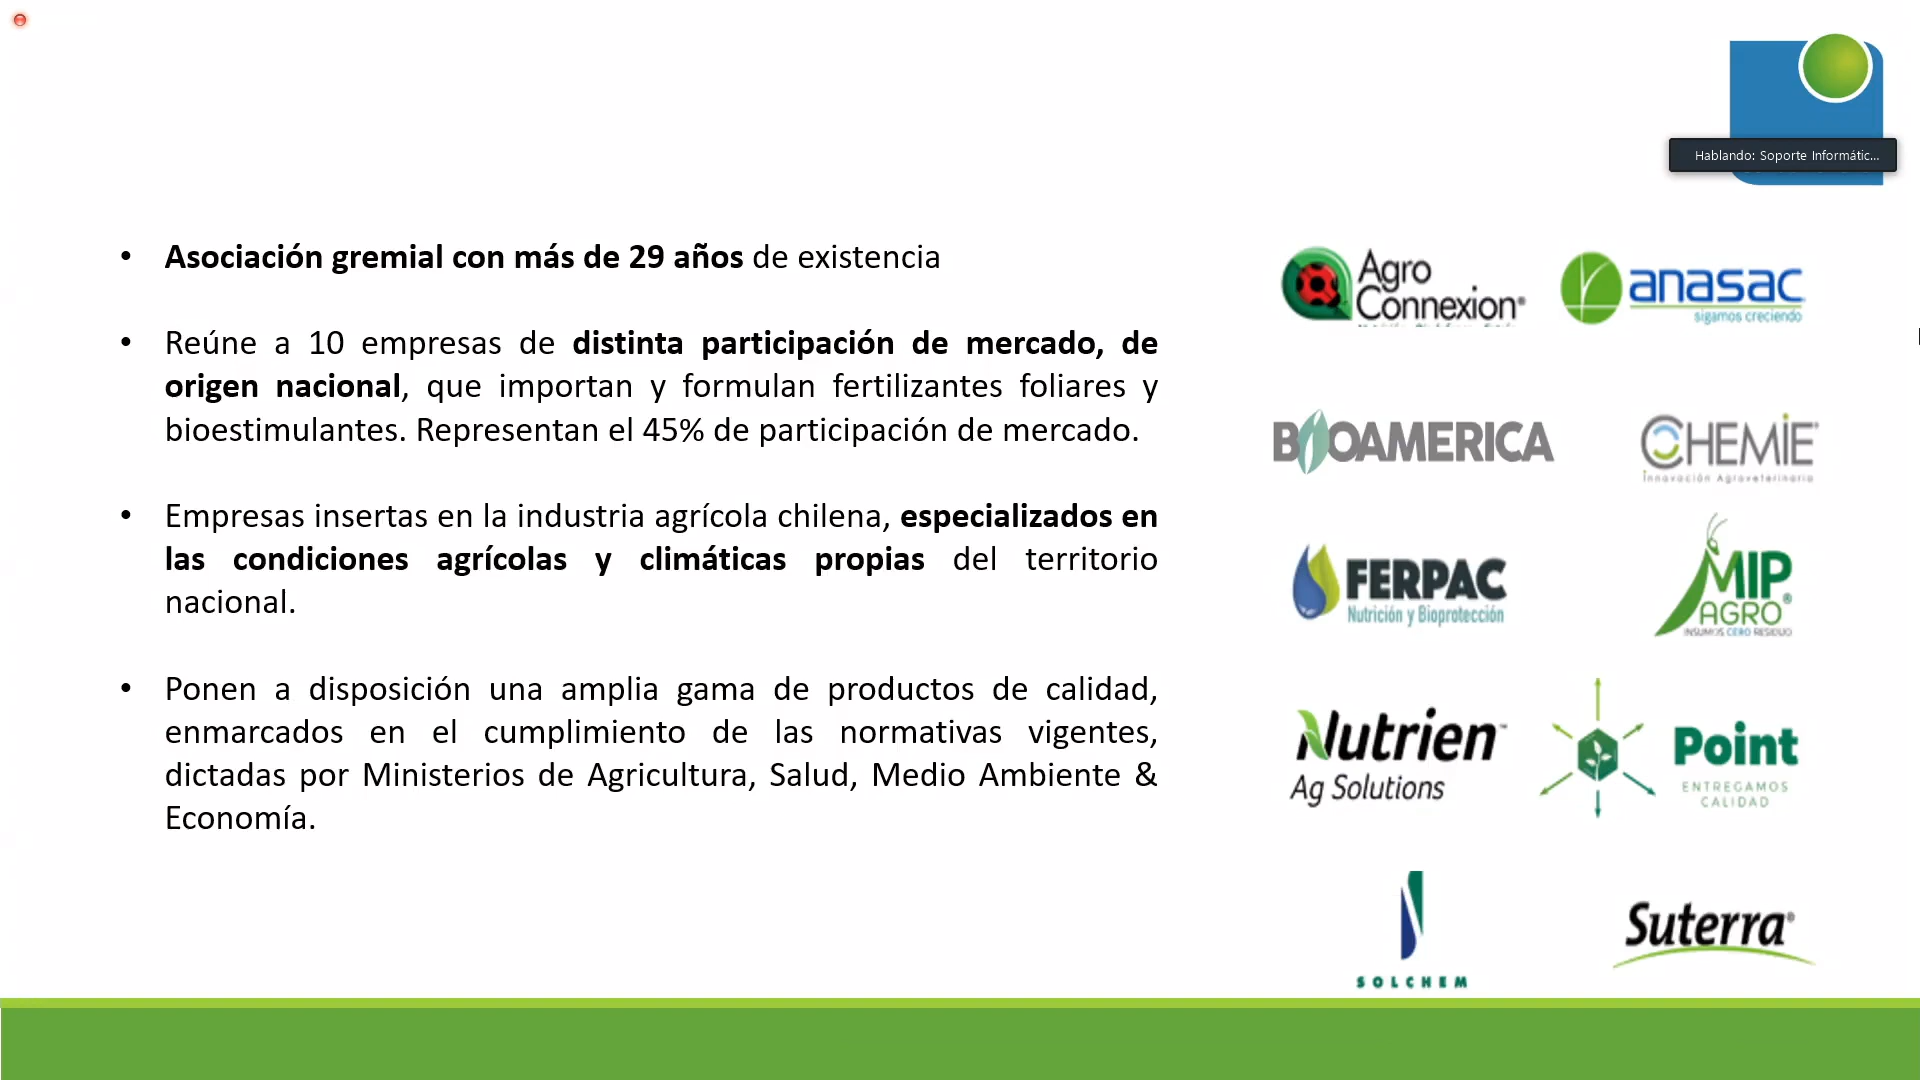 Hablando: Soporte Informátic...
• Asociación gremial con más de 29 años de existencia
• Reúne a 10 empresas de distinta participación de mercado, de
origen nacional, que importan y formulan fertilizantes foliares y
bioestimulantes. Representan el 45% de participación de mercado.
• Empresas insertas en la industria agrícola chilena, especializados en
las condiciones agrícolas y climáticas propias del territorio
nacional.
• Ponen a disposición una amplia gama de productos de calidad,
enmarcados en el cumplimiento de las normativas vigentes,
dictadas por Ministerios de Agricultura, Salud, Medio Ambiente &
Economía.
Agro
Connexion®
anasac
sigamos creciendo
BIOAMERICA
CHEMIE®
Innovación Agroveterinaria
FERPAC
Nutrición y Bioprotección
MIP
AGRO®
INSUMOS CERO RESIDUO
Nutrien™
Ag Solutions
Point
ENTREGAMOS
CALIDAD
SOLCHEM
Suterra®